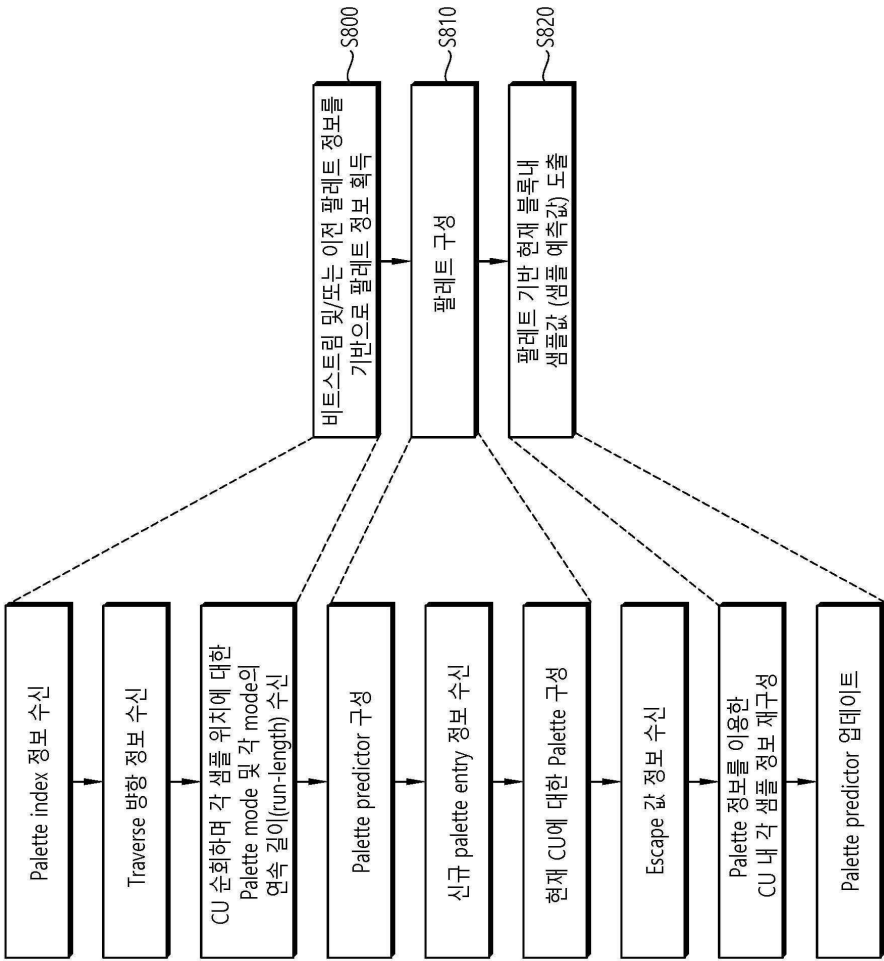 Palette index 정보 수신
Traverse 방향 정보 수신
CU 순회하며 각 샘플 위치에 대한
Palette mode 및 각 mode의
연속 길이(run-length) 수신
Palette predictor 구성
신규 palette entry 정보 수신
현재 CU에 대한 Palette 구성
Escape 값 정보 수신
Palette 정보를 이용한
CU 내 각 샘플 정보 재구성
Palette predictor 업데이트
비트스트림 및/또는 이전 팔레트 정보를
기반으로 팔레트 정보 획득
S800
팔레트 구성
S810
팔레트 기반 현재 블록내
샘플값 (샘플 예측값) 도출
S820